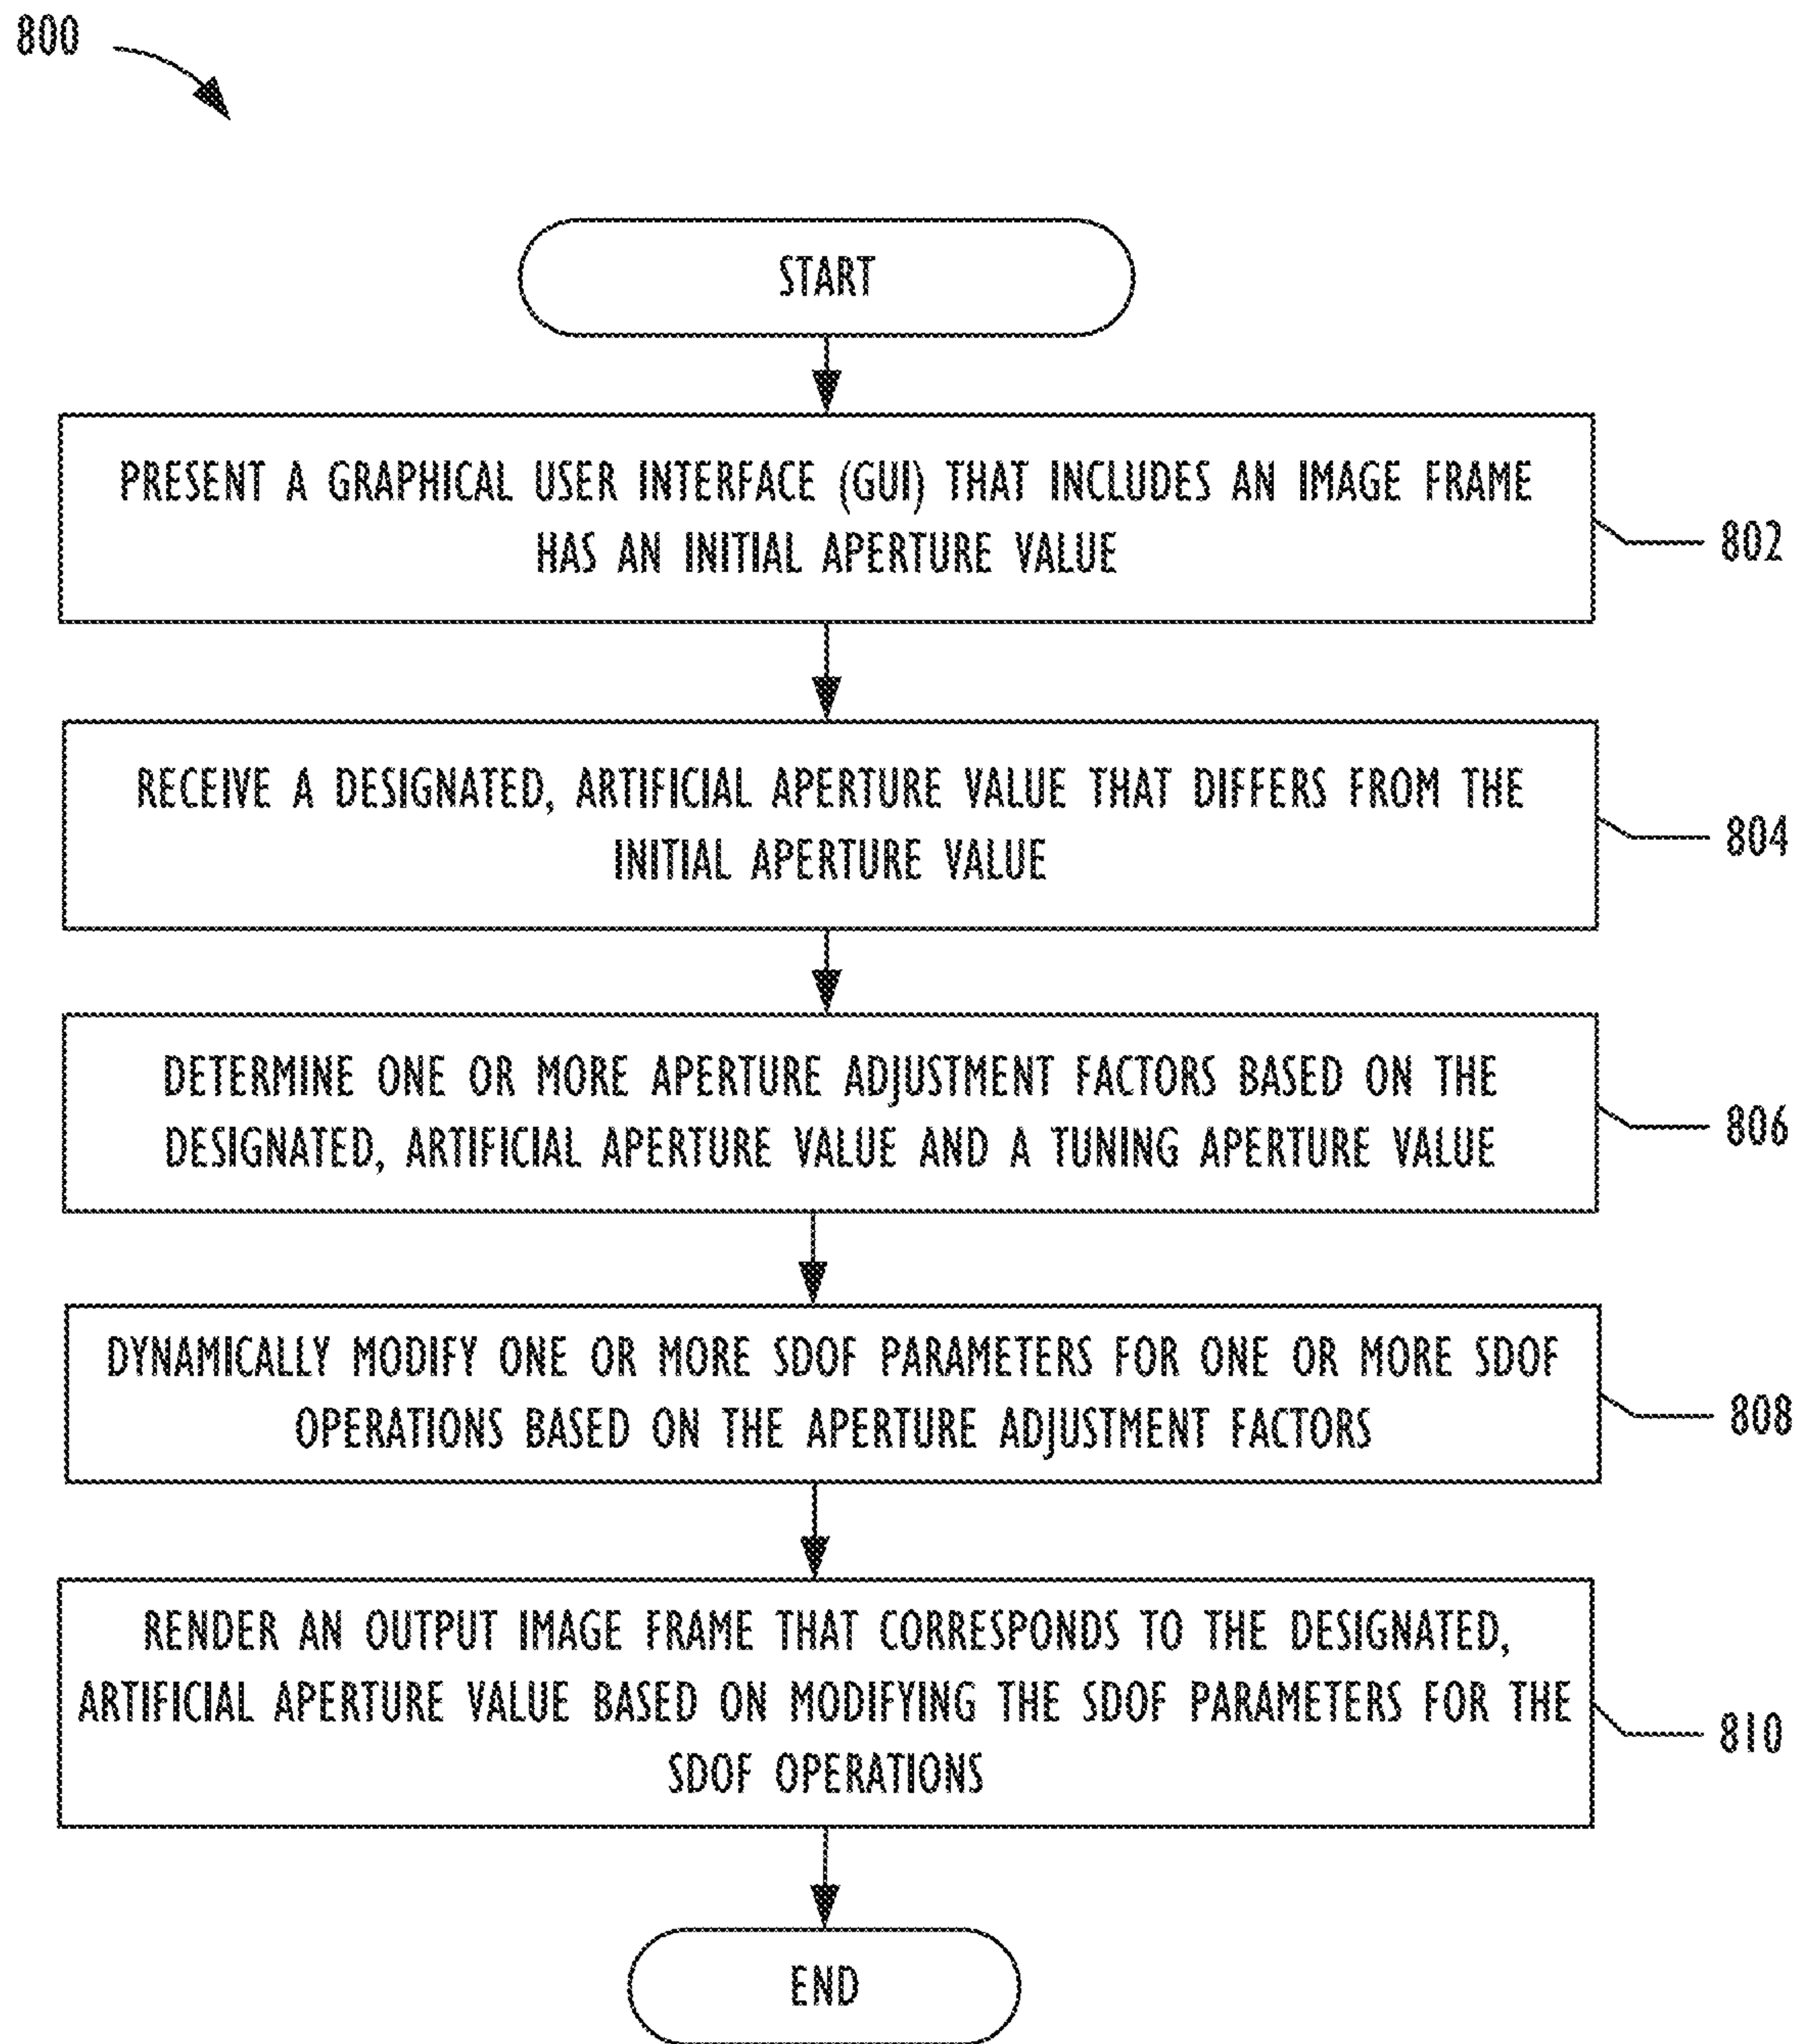 800
START
PRESENT A GRAPHICAL USER INTERFACE (GUI) THAT INCLUDES AN IMAGE FRAME
HAS AN INITIAL APERTURE VALUE
802
RECEIVE A DESIGNATED, ARTIFICIAL APERTURE VALUE THAT DIFFERS FROM THE
INITIAL APERTURE VALUE
804
DETERMINE ONE OR MORE APERTURE ADJUSTMENT FACTORS BASED ON THE
DESIGNATED, ARTIFICIAL APERTURE VALUE AND A TUNING APERTURE VALUE
806
DYNAMICALLY MODIFY ONE OR MORE SDOF PARAMETERS FOR ONE OR MORE SDOF
OPERATIONS BASED ON THE APERTURE ADJUSTMENT FACTORS
808
RENDER AN OUTPUT IMAGE FRAME THAT CORRESPONDS TO THE DESIGNATED,
ARTIFICIAL APERTURE VALUE BASED ON MODIFYING THE SDOF PARAMETERS FOR THE
SDOF OPERATIONS
810
END